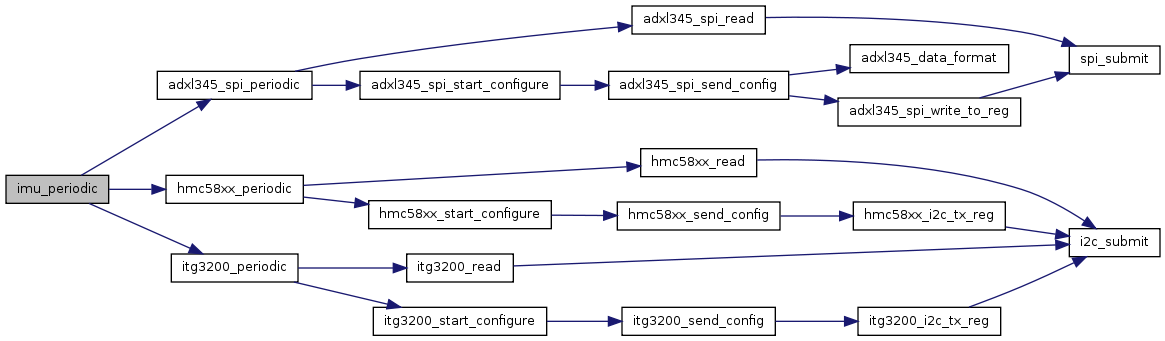 adxl345_spi_read
adxl345_data_format
spi_submit
adxl345_spi_periodic
adxl345_spi_start_configure
adxl345_spi_send_config
adxl345_spi_write_to_reg
hmc58xx_read
imu_periodic
hmc58xx_periodic
hmc58xx_start_configure
hmc58xx_send_config
hmc58xx_i2c_tx_reg
i2c_submit
itg3200_periodic
itg3200_read
itg3200_start_configure
itg3200_send_config
itg3200_i2c_tx_reg